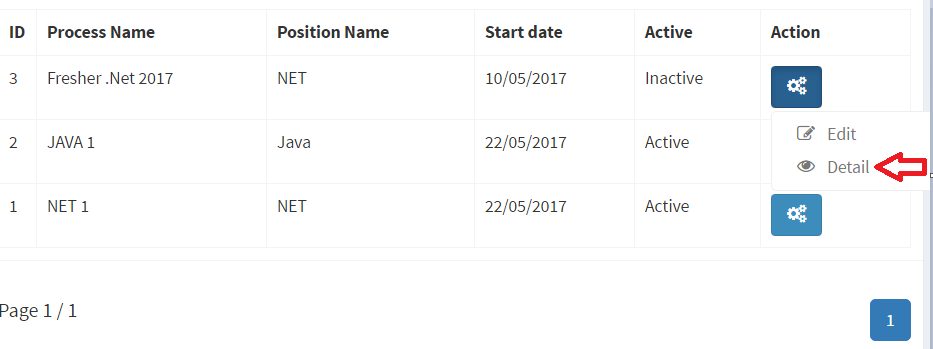 ID Process Name Position Name Start date Active Action
3 Fresher .Net 2017 NET 10/05/2017 Inactive
Edit
2 JAVA 1 Java 22/05/2017 Active
Detail
1 NET 1 NET 22/05/2017 Active
Page 1 / 1
1